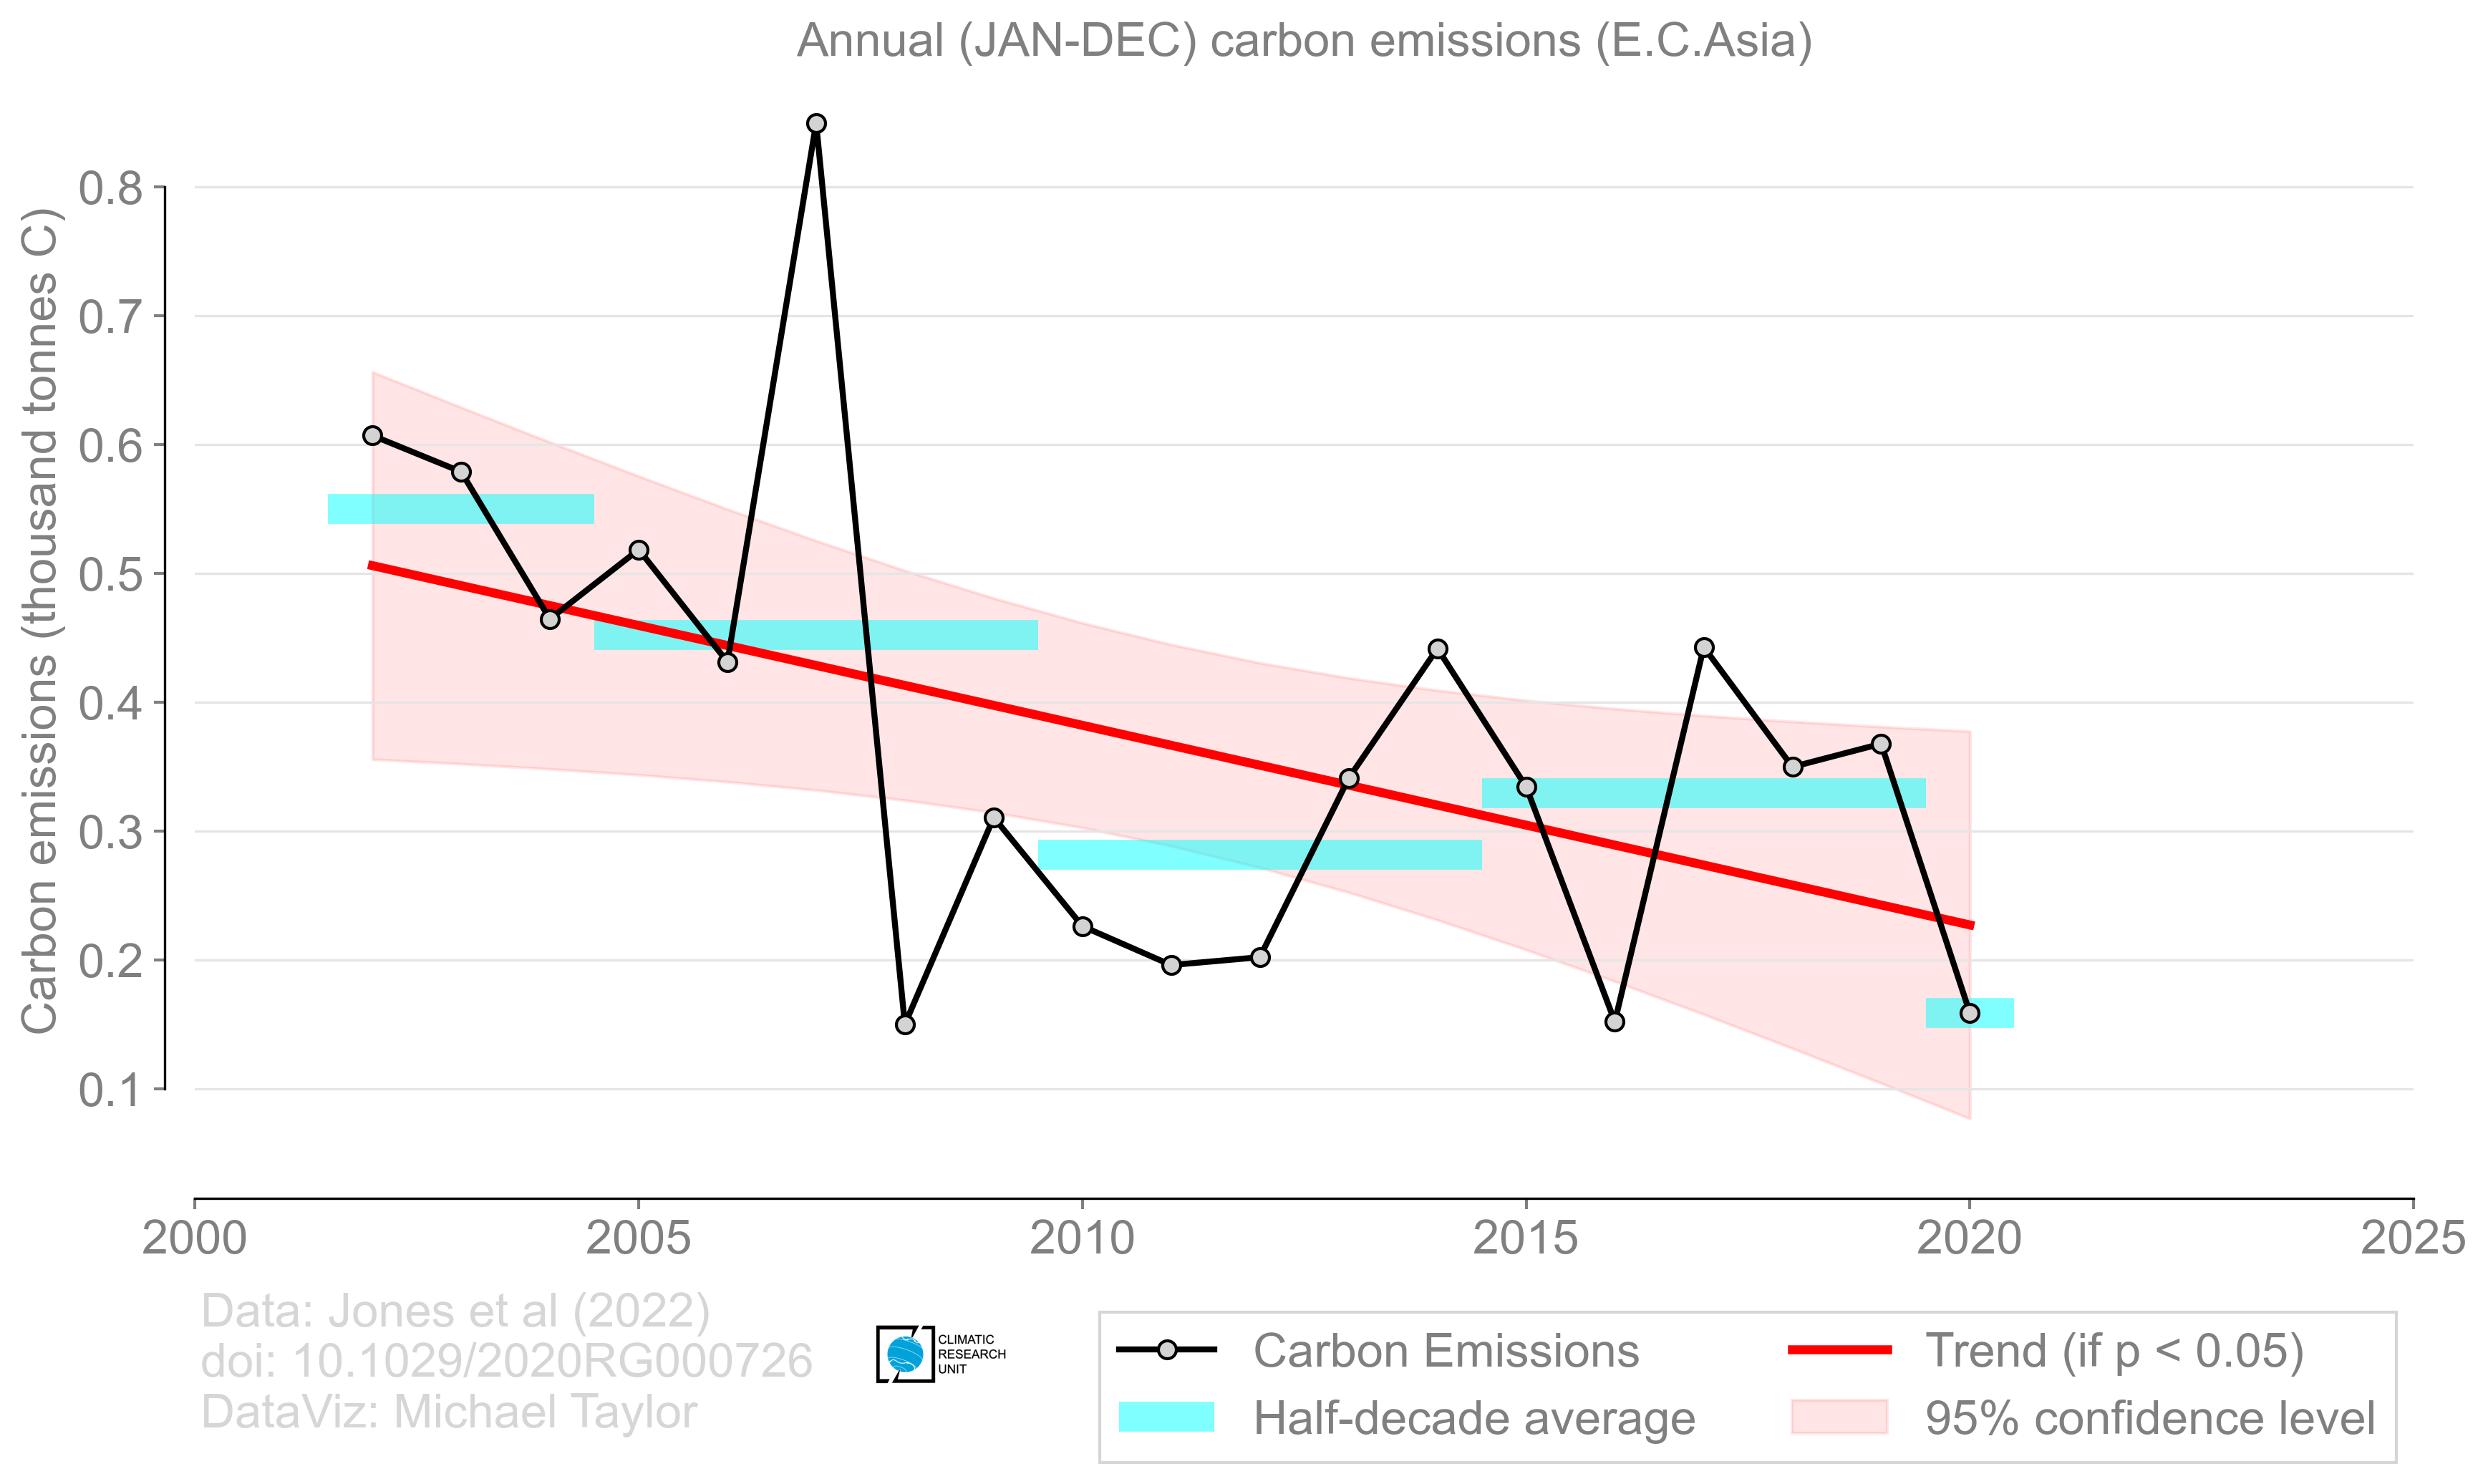 Annual (JAN-DEC) carbon emissions (E.C.Asia)
Carbon emissions (thousand tonnes C)
0.8
0.7
0.6
0.5
0.4
0.3
0.2
0.1
2000 2005 2010 2015 2020 2025
Data: Jones et al (2022)
doi: 10.1029/2020RG000726
DataViz: Michael Taylor
CLIMATIC
RESEARCH
UNIT
Carbon Emissions
Half-decade average
Trend (if p < 0.05)
95% confidence level